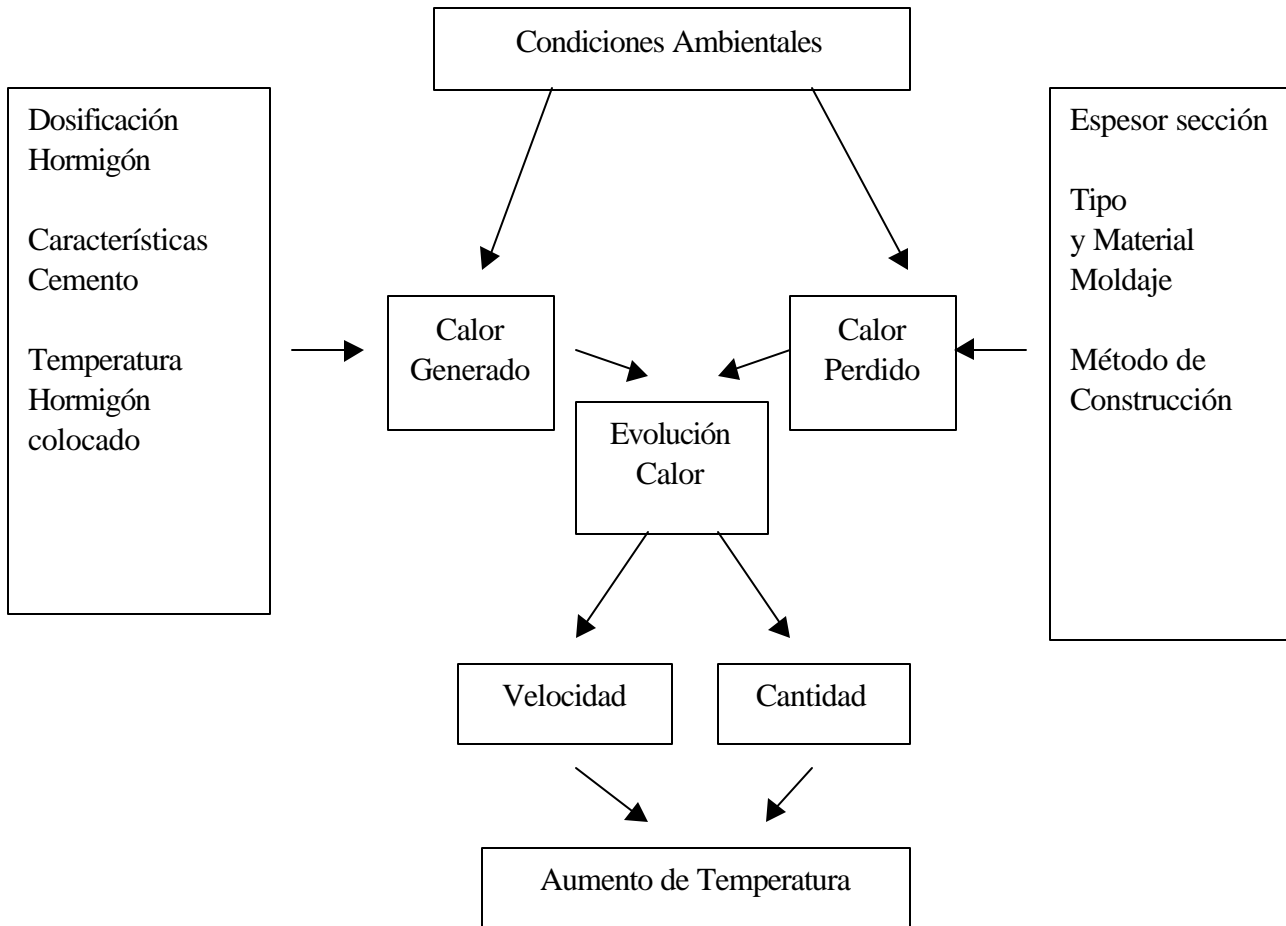 Condiciones Ambientales
Dosificación
Hormigón
Característícas
Cemento
Temperatura
Hormigón
colocado
Espesor sección
Tipo
y Material
Moldaje
Método de
Construcción
Calor
Generado
Calor
Perdido
Evolución
Calor
Velocidad
Cantidad
Aumento de Temperatura